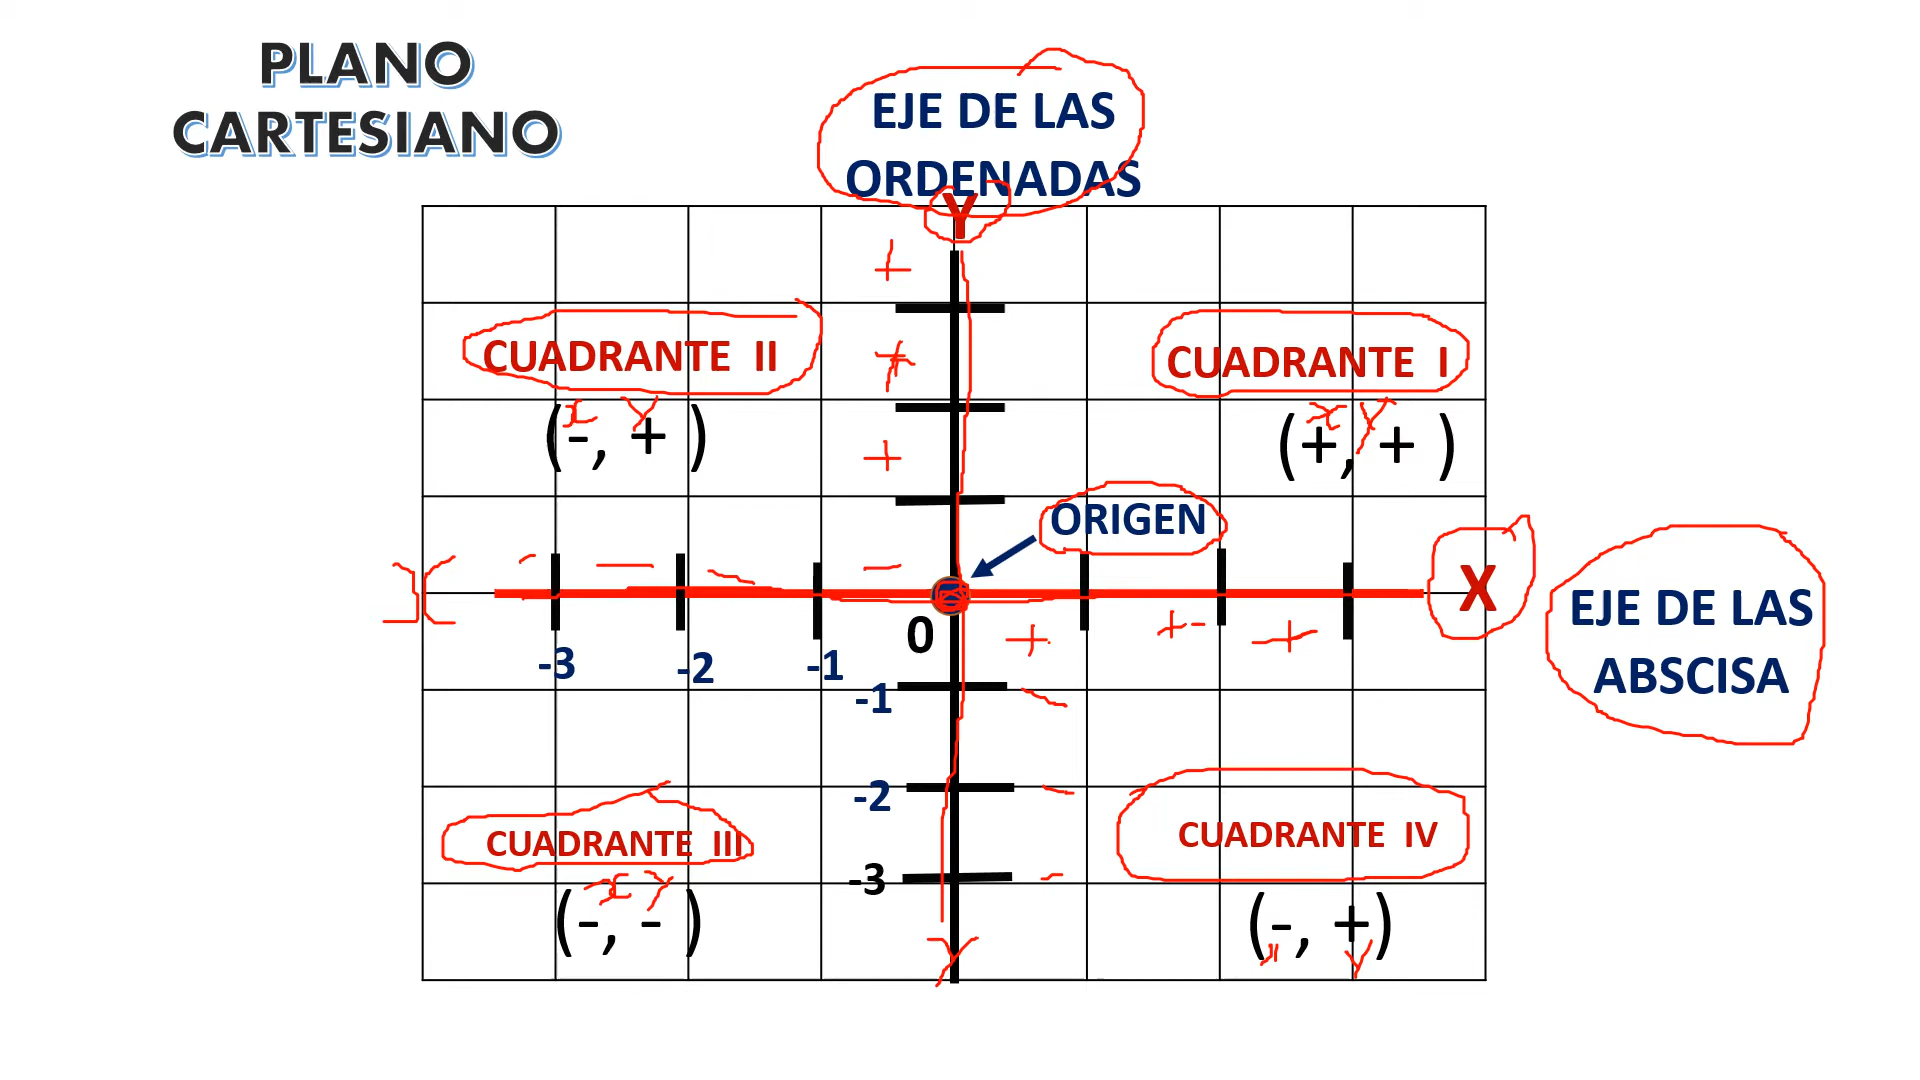 PLANO
CARTESIANO
EJE DE LAS
ORDENADAS
Y
+
CUADRANTE II
CUADRANTE I
+
x y
(-, + )
x y
(+, + )
+
ORIGEN
x
- - - -
X
EJE DE LAS
ABSCISA
0
+ +- +
-3 -2 -1
-1 -
-2 -
CUADRANTE III
CUADRANTE IV
-3 -
x y
(-, - )
(-, +)
x y
y